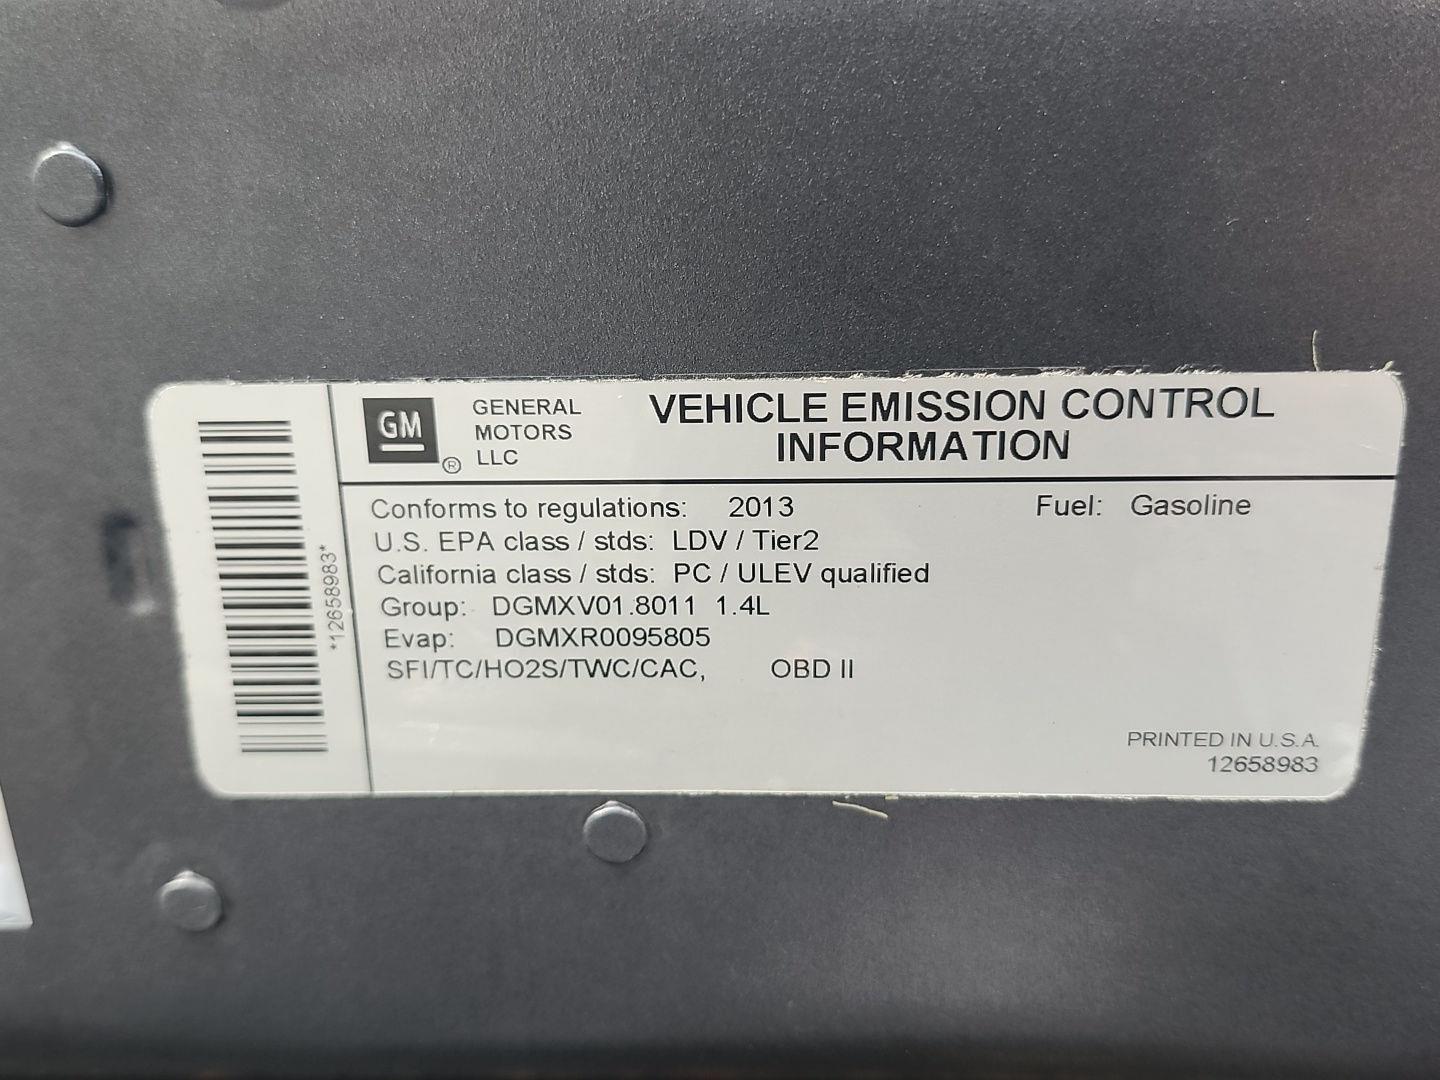 *12658983*
GM ®
GENERAL
MOTORS
LLC
VEHICLE EMISSION CONTROL
INFORMATION
Conforms to regulations: 2013 Fuel: Gasoline
U.S. EPA class / stds: LDV / Tier2
California class / stds: PC / ULEV qualified
Group: DGMXV01.8011 1.4L
Evap: DGMXR0095805
SFI/TC/HO2S/TWC/CAC, OBD II
PRINTED IN U.S.A.
12658983